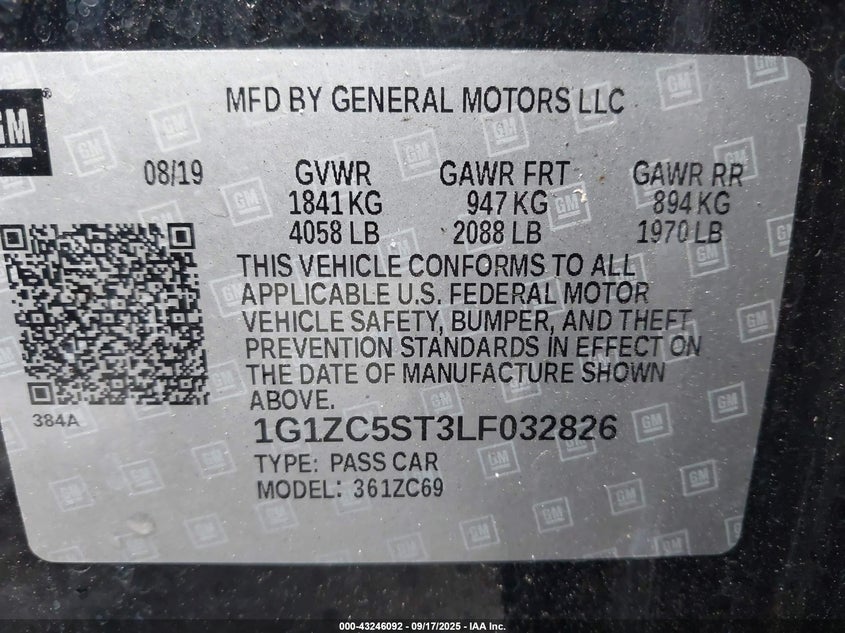 MFD BY GENERAL MOTORS LLC
GM
08/19 GVWR GAWR FRT GAWR RR
1841 KG 947 KG 894 KG
4058 LB 2088 LB 1970 LB
THIS VEHICLE CONFORMS TO ALL
APPLICABLE U.S. FEDERAL MOTOR
VEHICLE SAFETY, BUMPER, AND THEFT
PREVENTION STANDARDS IN EFFECT ON
THE DATE OF MANUFACTURE SHOWN
ABOVE.
384A
1G1ZC5ST3LF032826
TYPE: PASS CAR
MODEL: 361ZC69
000-43246092 - 09/17/2025 - IAA Inc.